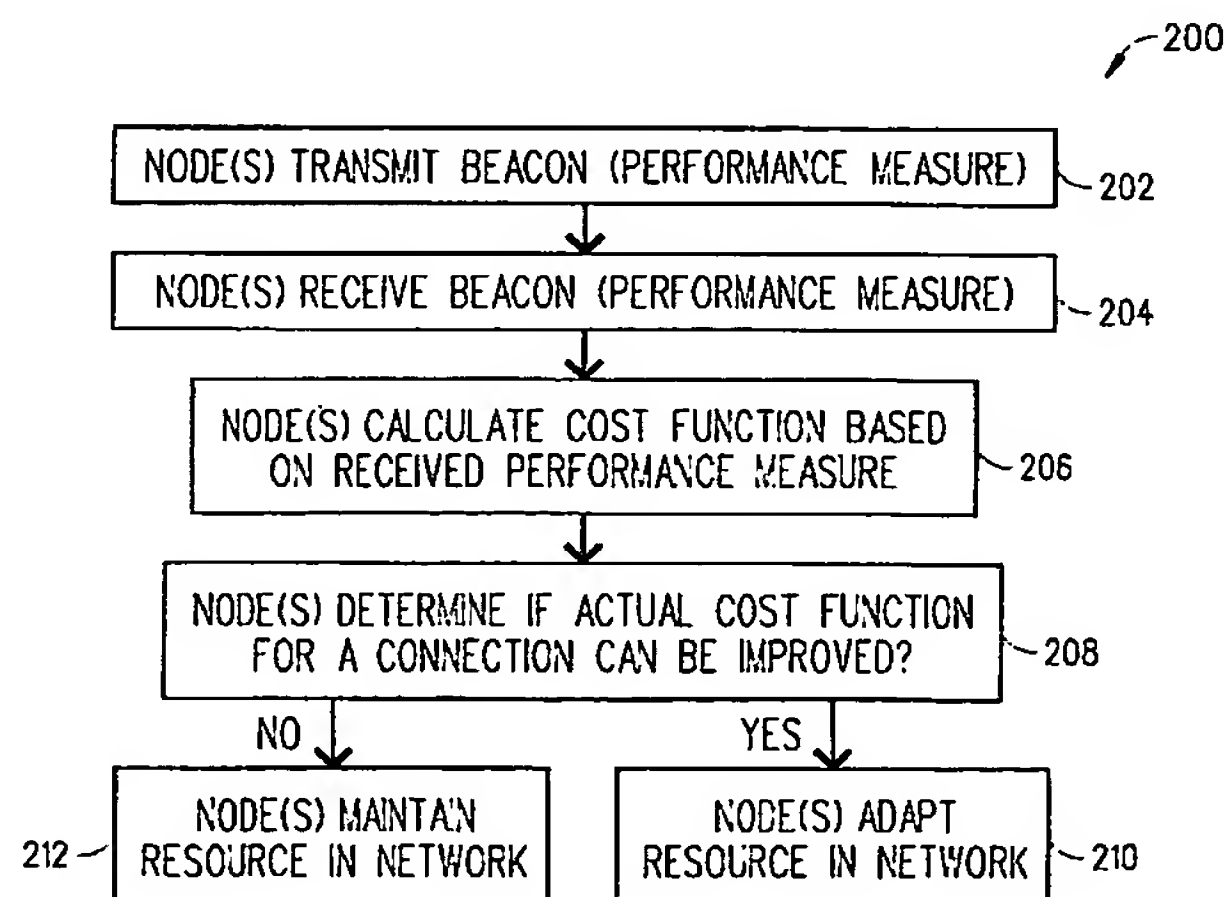 200
NODE(S) TRANSMIT BEACON (PERFORMANCE MEASURE)
202
NODE(S) RECEIVE BEACON (PERFORMANCE MEASURE)
204
NODE(S) CALCULATE COST FUNCTION BASED
ON RECEIVED PERFORMANCE MEASURE
206
NODE(S) DETERMINE IF ACTUAL COST FUNCTION
FOR A CONNECTION CAN BE IMPROVED?
208
NO
YES
NODE(S) MAINTAIN
RESOURCE IN NETWORK
212
NODE(S) ADAPT
RESOURCE IN NETWORK
210